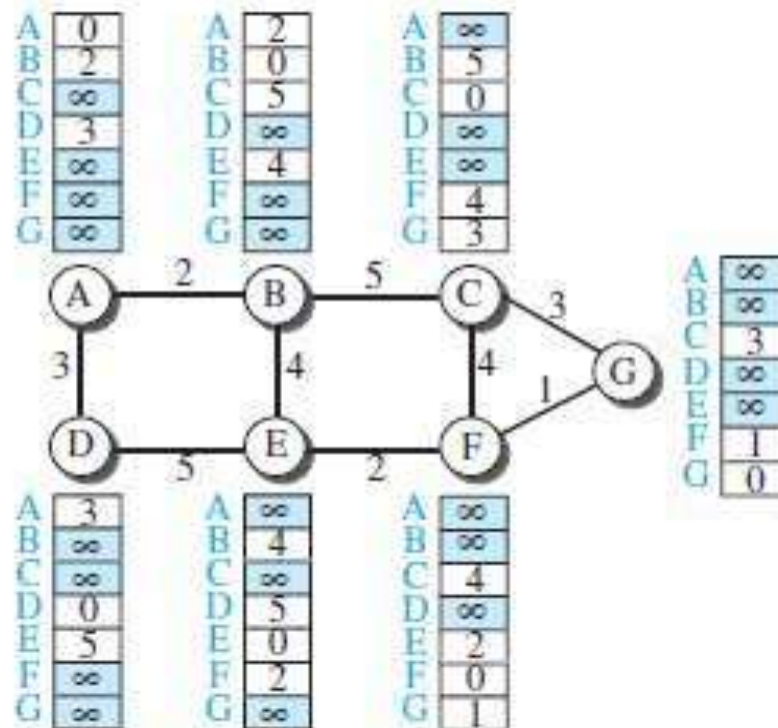 A 0 A 2 A ∞
B 2 B 0 B 5
C ∞ C 5 C 0
D 3 D ∞ D ∞
E ∞ E 4 E ∞
F ∞ F ∞ F 4
G ∞ G ∞ G 3
A 2 B 5 C 3
3 4 4 1 G
D 5 E 2 F
A ∞
B ∞
C 3
D ∞
E ∞
F 1
G 0
A 3 A ∞ A ∞
B ∞ B 4 B ∞
C ∞ C ∞ C 4
D 0 D 5 D ∞
E 5 E 0 E 2
F ∞ F 2 F 0
G ∞ G ∞ G 1